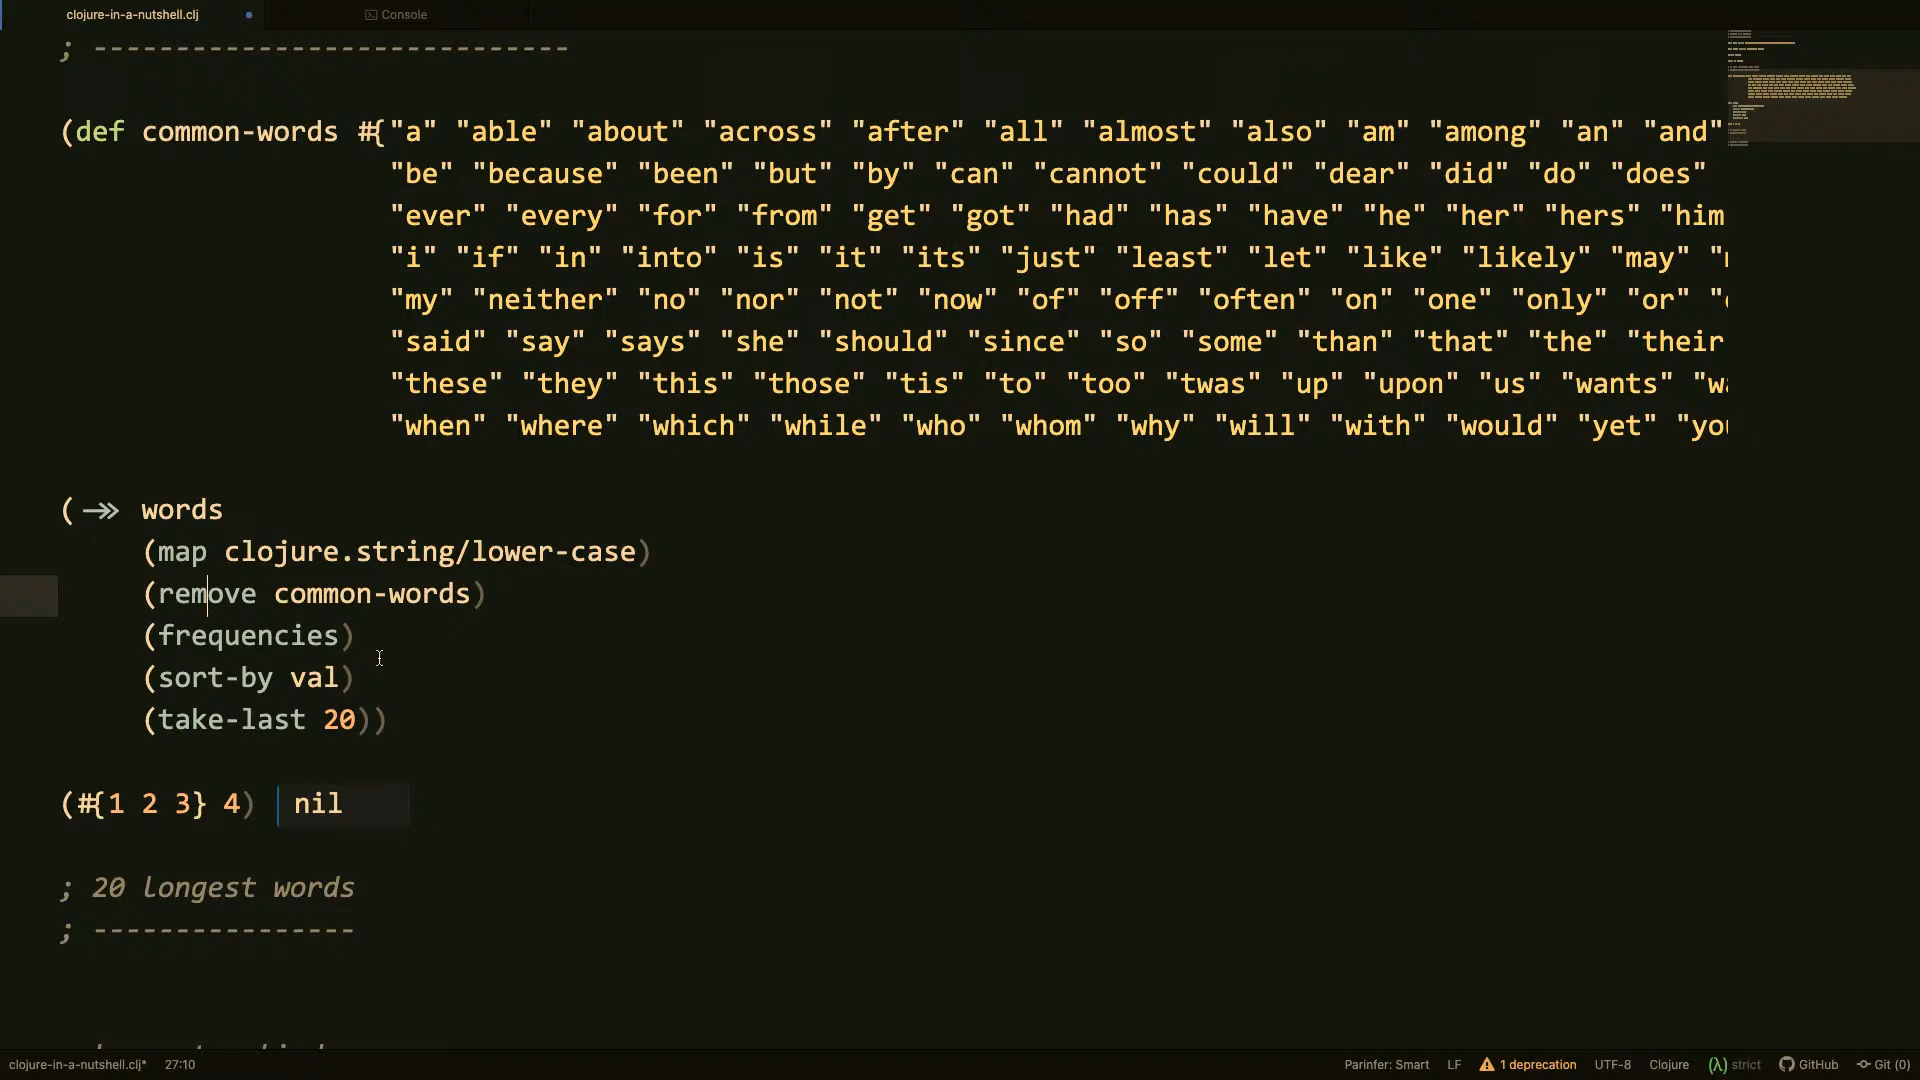 clojure-in-a-nutshell.clj Console
; -----------------------------
(def common-words #{"a" "able" "about" "across" "after" "all" "almost" "also" "am" "among" "an" "and"
"be" "because" "been" "but" "by" "can" "cannot" "could" "dear" "did" "do" "does"
"ever" "every" "for" "from" "get" "got" "had" "has" "have" "he" "her" "hers" "him
"i" "if" "in" "into" "is" "it" "its" "just" "least" "let" "like" "likely" "may"
"my" "neither" "no" "nor" "not" "now" "of" "off" "often" "on" "one" "only" "or"
"said" "say" "says" "she" "should" "since" "so" "some" "than" "that" "the" "their
"these" "they" "this" "those" "tis" "to" "too" "twas" "up" "upon" "us" "wants"
"when" "where" "which" "while" "who" "whom" "why" "will" "with" "would" "yet" "you
(->> words
(map clojure.string/lower-case)
(remove common-words)
(frequencies)
(sort-by val)
(take-last 20))
(#{1 2 3} 4) nil
; 20 longest words
; ----------------
clojure-in-a-nutshell.clj* 27:10 Parinfer: Smart LF 1 deprecation UTF-8 Clojure (λ) strict GitHub Git (0)